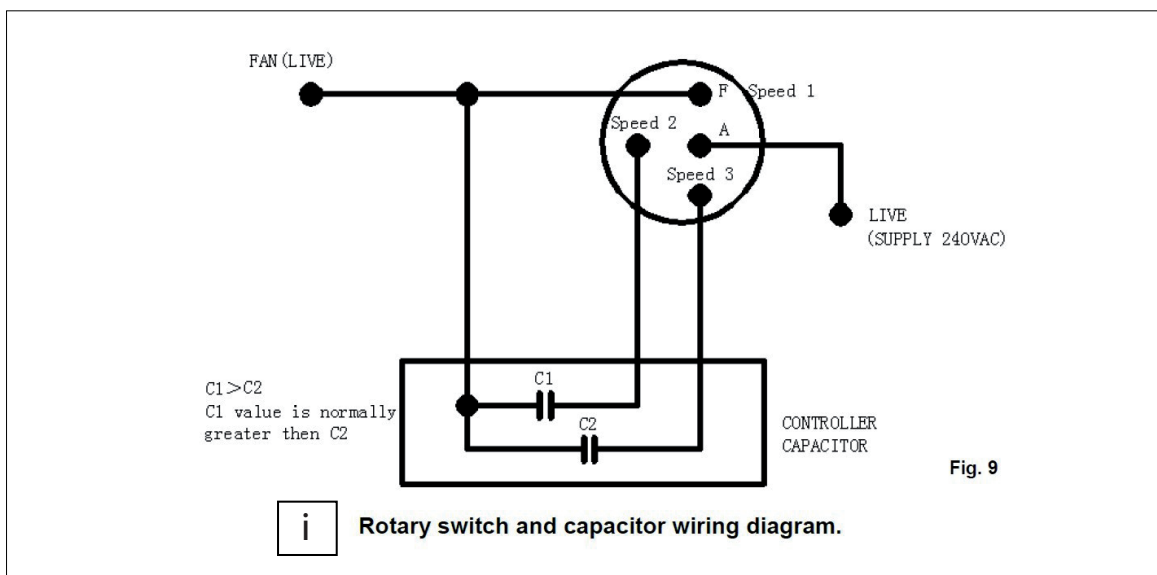 FAN(LIVE)
F Speed 1
Speed 2
A
Speed 3
LIVE
(SUPPLY 240VAC)
C1>C2
C1 value is normally
greater then C2
C1
C2
CONTROLLER
CAPACITOR
Fig. 9
i Rotary switch and capacitor wiring diagram.